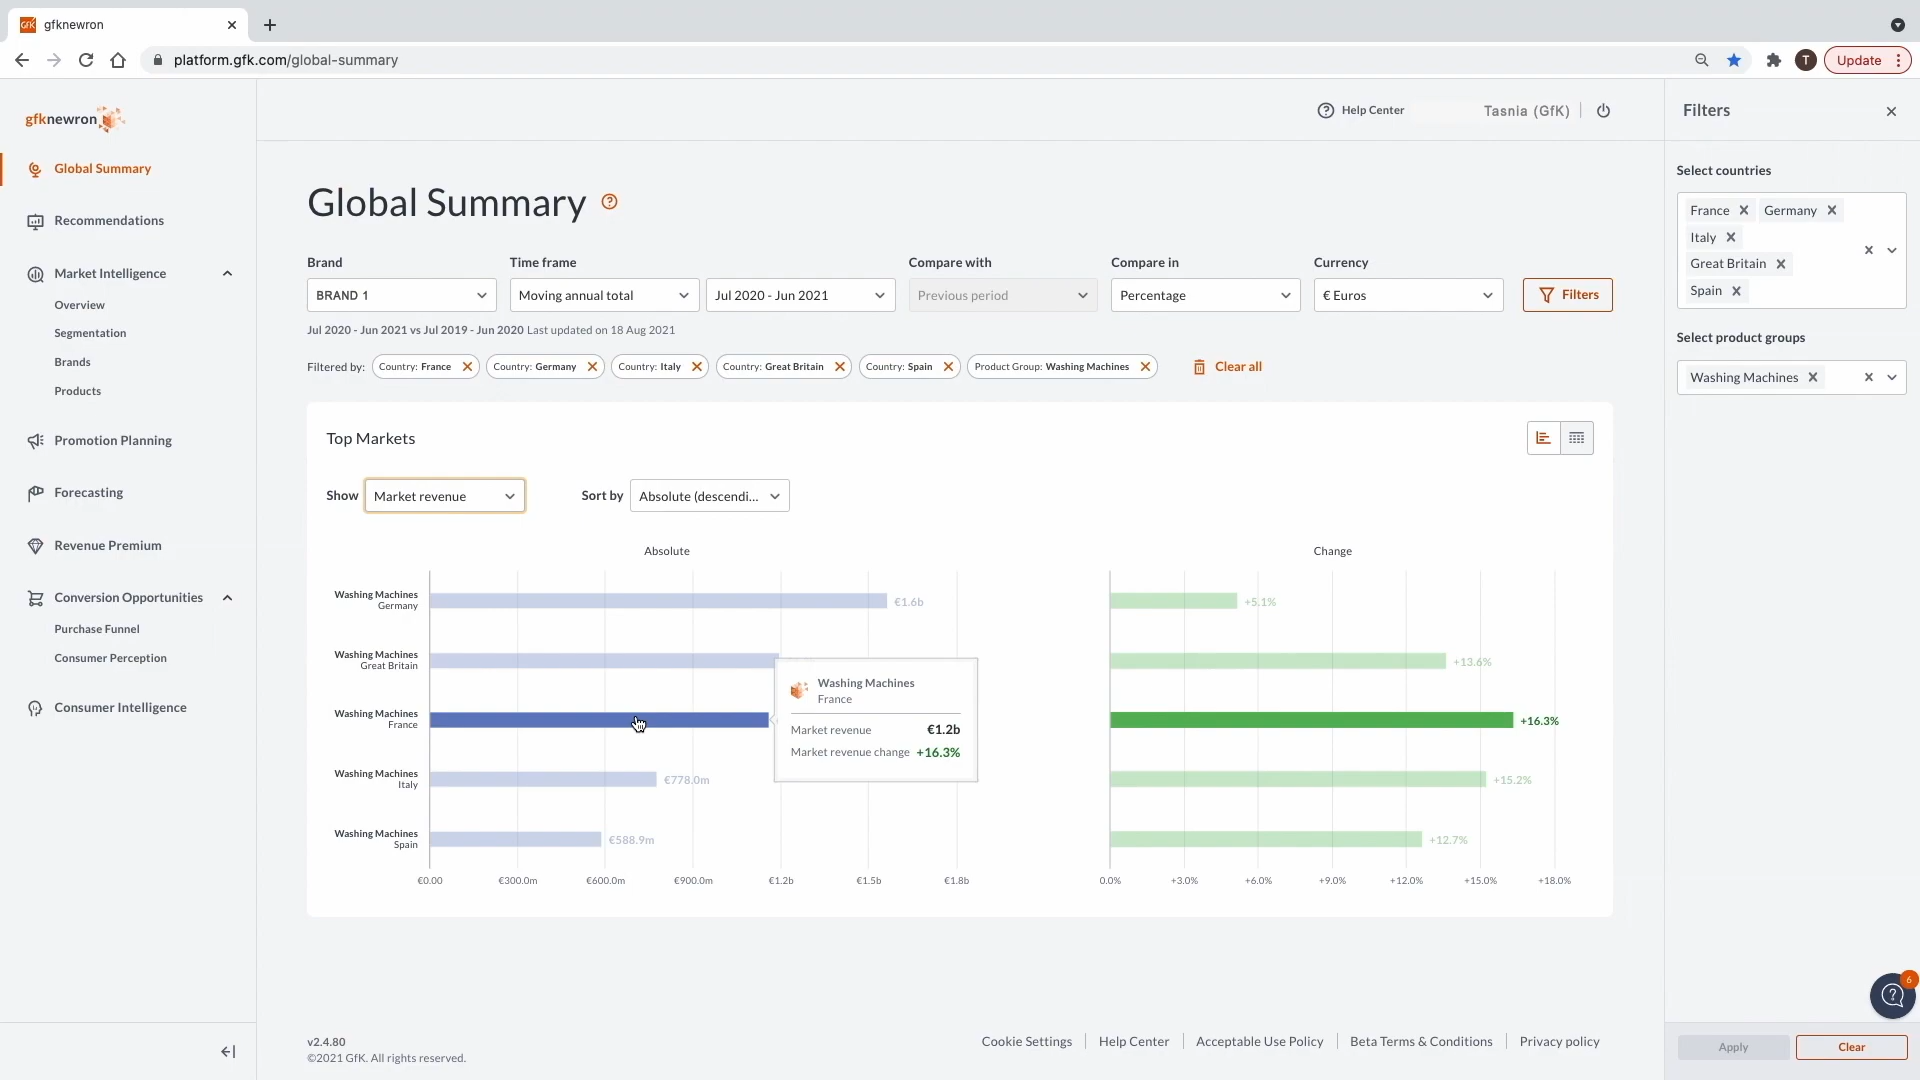 gfknewron
platform.gfk.com/global-summary
T
Update
gfknewron
Global Summary
Recommendations
Market Intelligence
Overview
Segmentation
Brands
Products
Promotion Planning
Forecasting
Revenue Premium
Conversion Opportunities
Purchase Funnel
Consumer Perception
Consumer Intelligence
Help Center
Tasnia (GfK)
Global Summary
Brand
BRAND 1
Time frame
Moving annual total
Jul 2020 - Jun 2021
Compare with
Previous period
Compare in
Percentage
Currency
€ Euros
Filters
Jul 2020 - Jun 2021 vs Jul 2019 - Jun 2020 Last updated on 18 Aug 2021
Filtered by: Country: France Country: Germany Country: Italy Country: Great Britain Country: Spain Product Group: Washing Machines Clear all
Top Markets
Show Market revenue Sort by Absolute (descendi...
Absolute
Washing Machines
Germany
€1.6b
Washing Machines
Great Britain
Washing Machines
France
Washing Machines
Italy
€778.0m
Washing Machines
Spain
€588.9m
€0.00 €300.0m €600.0m €900.0m €1.2b €1.5b €1.8b
Washing Machines
France
Market revenue €1.2b
Market revenue change +16.3%
Change
+5.1%
+13.6%
+16.3%
+15.2%
+12.7%
0.0% +3.0% +6.0% +9.0% +12.0% +15.0% +18.0%
v2.4.80
©2021 GfK. All rights reserved.
Cookie Settings Help Center Acceptable Use Policy Beta Terms & Conditions Privacy policy
Filters
Select countries
France Germany
Italy
Great Britain
Spain
Select product groups
Washing Machines
6
Apply Clear